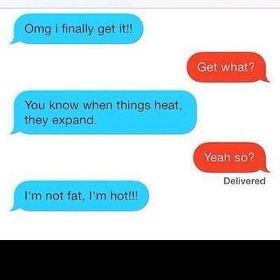 Omg i finally get it!!
Get what?
You know when things heat,
they expand.
Yeah so?
Delivered
I'm not fat, I'm hot!!!